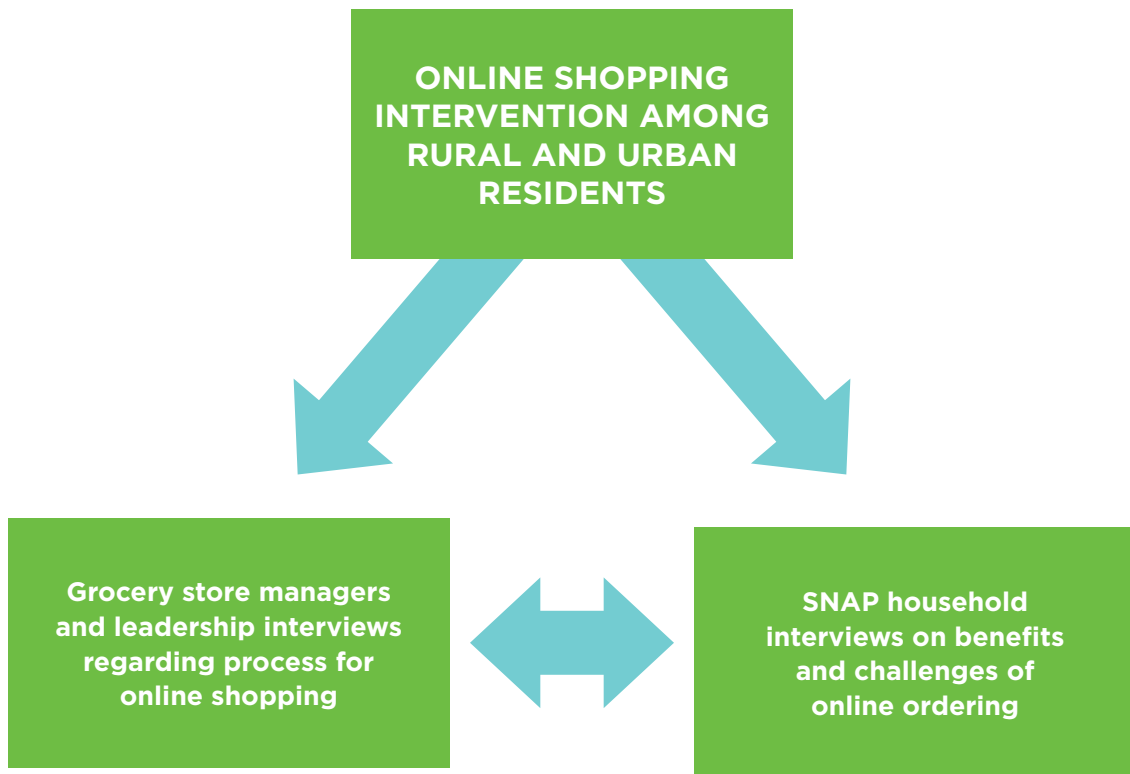 ONLINE SHOPPING
INTERVENTION AMONG
RURAL AND URBAN
RESIDENTS
Grocery store managers
and leadership interviews
regarding process for
online shopping
SNAP household
interviews on benefits
and challenges of
online ordering